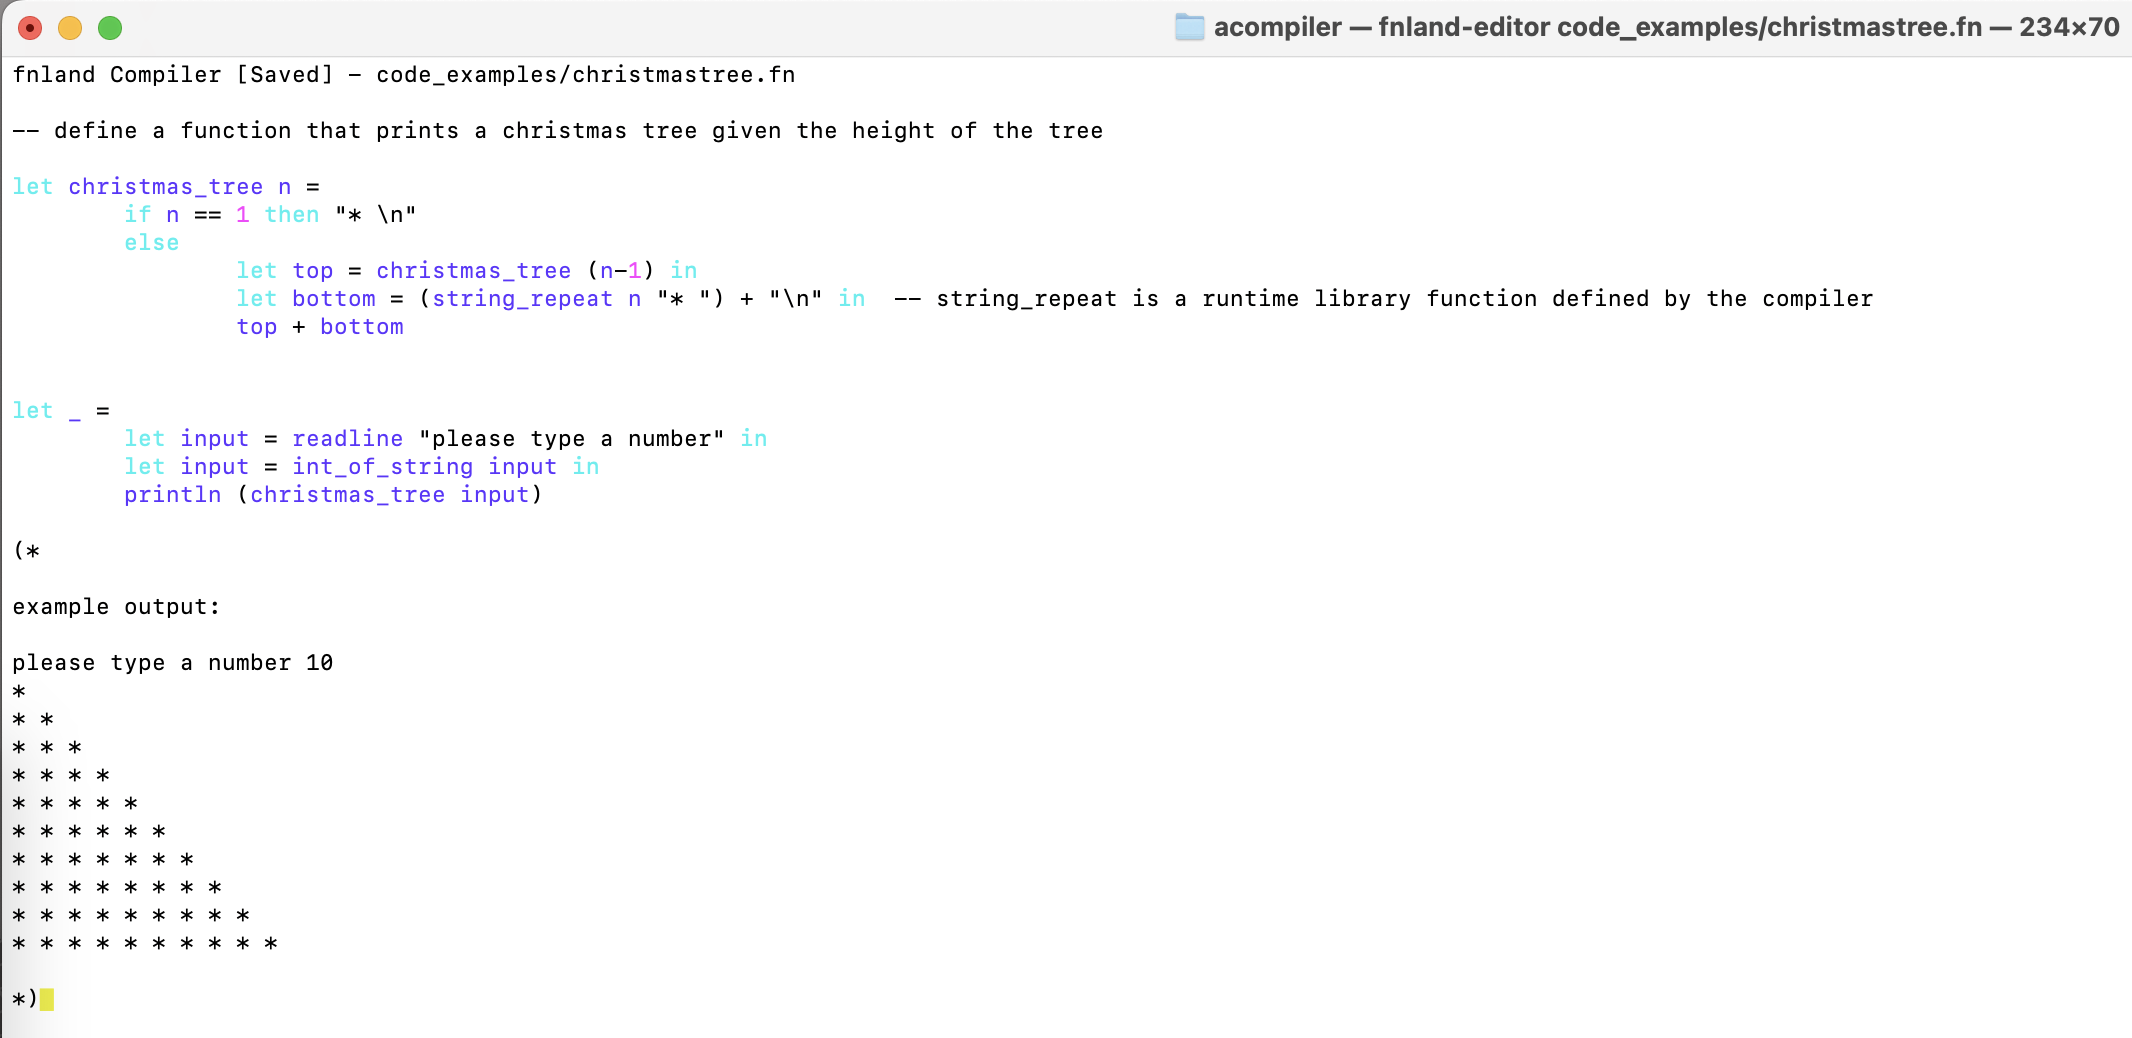 acompiler — fnland-editor code_examples/christmastree.fn — 234×70
fnland Compiler [Saved] - code_examples/christmastree.fn
-- define a function that prints a christmas tree given the height of the tree
let christmas_tree n =
if n == 1 then "* \n"
else
let top = christmas_tree (n-1) in
let bottom = (string_repeat n "* ") + "\n" in  -- string_repeat is a runtime library function defined by the compiler
top + bottom
let _ =
let input = readline "please type a number" in
let input = int_of_string input in
println (christmas_tree input)
(*
example output:
please type a number 10
*
* *
* * *
* * * *
* * * * *
* * * * * *
* * * * * * *
* * * * * * * *
* * * * * * * * *
* * * * * * * * * *
*)